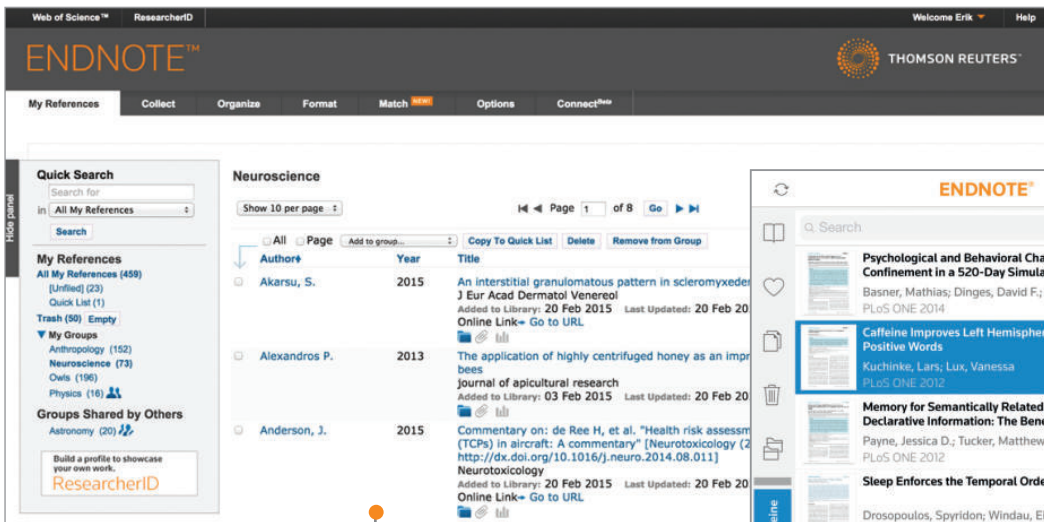 Web of Science™ ResearcherID Welcome Erik Help
ENDNOTE™ THOMSON REUTERS
My References Collect Organize Format Match NEW! Options Connect Beta
Hide panel
Quick Search
Search for
in All My References
Search
My References
All My References (459)
[Unfiled] (23)
Quick List (1)
Trash (50) Empty
My Groups
Anthropology (152)
Neuroscience (73)
Owls (196)
Physics (16)
Groups Shared by Others
Astronomy (20)
Build a profile to showcase
your own work.
ResearcherID
Neuroscience
Show 10 per page Page 1 of 8 Go
All Page Add to group... Copy To Quick List Delete Remove from Group
Author Year Title
Akarsu, S. 2015 An interstitial granulomatous pattern in scleromyxede
J Eur Acad Dermatol Venereol
Added to Library: 20 Feb 2015 Last Updated: 20 Feb 20
Online Link Go to URL
Alexandros P. 2013 The application of highly centrifuged honey as an impr
bees
journal of apicultural research
Added to Library: 03 Feb 2015 Last Updated: 20 Feb 20
Anderson, J. 2015 Commentary on: de Ree H, et al. "Health risk assessm
(TCPs) in aircraft: A commentary" [Neurotoxicology (2
http://dx.doi.org/10.1016/j.neuro.2014.08.011]
Neurotoxicology
Added to Library: 20 Feb 2015 Last Updated: 20 Feb 20
Online Link Go to URL
ENDNOTE®
Search
Psychological and Behavioral Cha
Confinement in a 520-Day Simula
Basner, Mathias; Dinges, David F.;
PLoS ONE 2014
Caffeine Improves Left Hemispher
Positive Words
Kuchinke, Lars; Lux, Vanessa
PLoS ONE 2012
Memory for Semantically Related
Declarative Information: The Bene
Payne, Jessica D.; Tucker, Matthew
PLoS ONE 2012
Sleep Enforces the Temporal Orde
Drosopoulos, Spyridon; Windau, E
eine